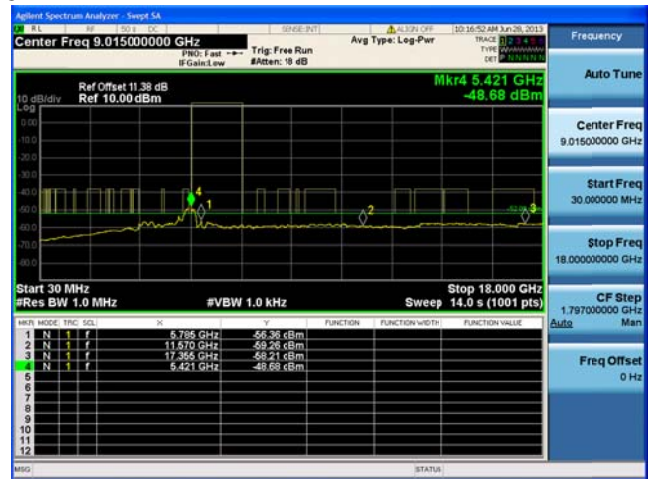 Agilent Spectrum Analyzer - Swept SA
RL RF 50 Ω DC SENSE:INT ALIGN OFF 10:16:52 AM Jun 28, 2013
Center Freq 9.015000000 GHz
PNO: Fast
IFGain:Low
Trig: Free Run
#Atten: 18 dB
Avg Type: Log-Pwr
TRACE 1 2 3 4 5 6
TYPE
DET P N N N N N
Ref Offset 11.38 dB
10 dB/div Ref 10.00 dBm
Log
Mkr4 5.421 GHz
-48.68 dBm
0.00
-10.0
-20.0
-30.0
-40.0
-50.0
-60.0
-70.0
-80.0
4
1
2
3
Start 30 MHz
Stop 18.000 GHz
#Res BW 1.0 MHz #VBW 1.0 kHz Sweep 14.0 s (1001 pts)
MKR MODE TRC SCL X Y FUNCTION FUNCTION WIDTH FUNCTION VALUE
1 N 1 f 5.785 GHz -56.36 dBm
2 N 1 f 11.570 GHz -59.26 dBm
3 N 1 f 17.355 GHz -58.21 dBm
4 N 1 f 5.421 GHz -48.68 dBm
5
6
7
8
9
10
11
12
MSG STATUS
Frequency
Auto Tune
Center Freq
9.015000000 GHz
Start Freq
30.000000 MHz
Stop Freq
18.000000000 GHz
CF Step
1.797000000 GHz
Auto Man
Freq Offset
0 Hz